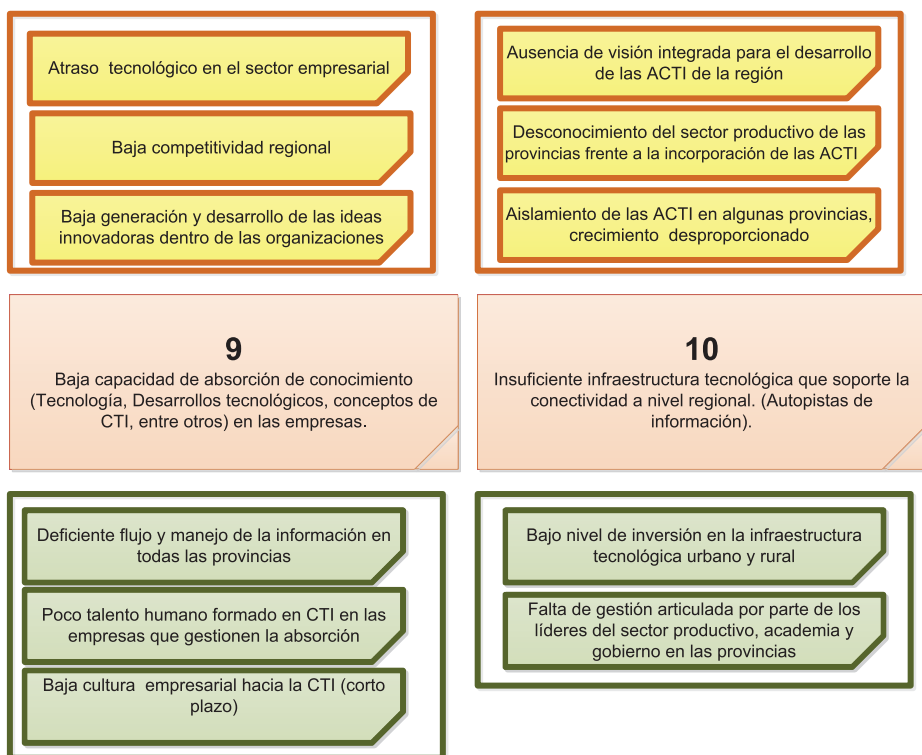 Atraso tecnológico en el sector empresarial
Baja competitividad regional
Baja generación y desarrollo de las ideas
innovadoras dentro de las organizaciones
Ausencia de visión integrada para el desarrollo
de las ACTI de la región
Desconocimiento del sector productivo de las
provincias frente a la incorporación de las ACTI
Aislamiento de las ACTI en algunas provincias,
crecimiento desproporcionado
9
Baja capacidad de absorción de conocimiento
(Tecnología, Desarrollos tecnológicos, conceptos de
CTI, entre otros) en las empresas.
10
Insuficiente infraestructura tecnológica que soporte la
conectividad a nivel regional. (Autopistas de
información).
Deficiente flujo y manejo de la información en
todas las provincias
Poco talento humano formado en CTI en las
empresas que gestionen la absorción
Baja cultura empresarial hacia la CTI (corto
plazo)
Bajo nivel de inversión en la infraestructura
tecnológica urbano y rural
Falta de gestión articulada por parte de los
líderes del sector productivo, academia y
gobierno en las provincias